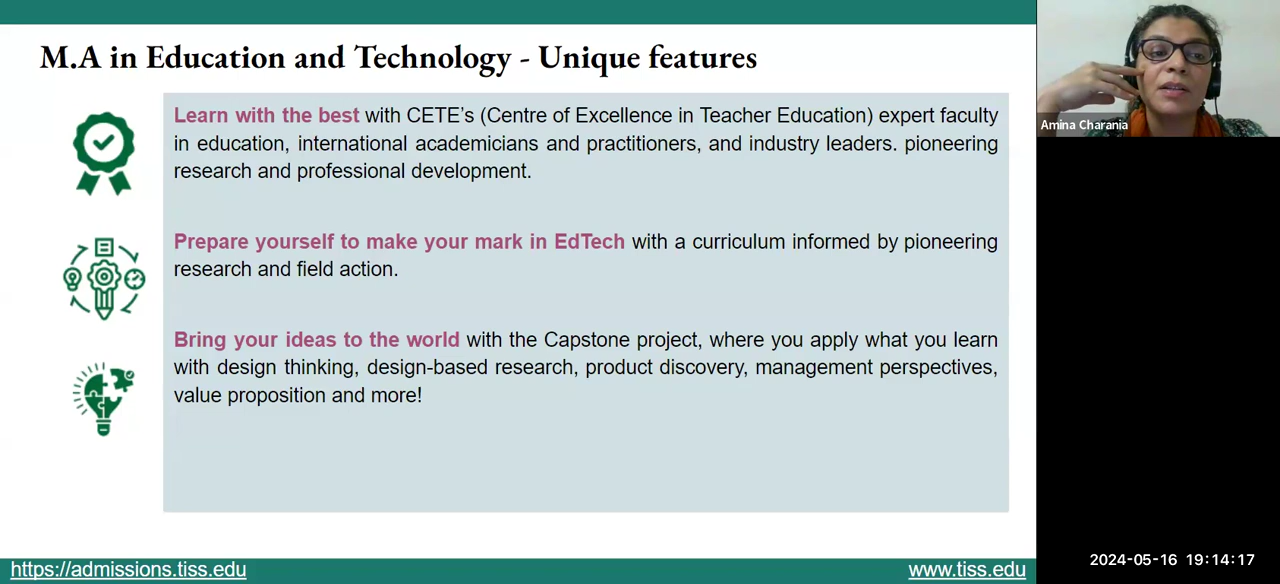 M.A in Education and Technology - Unique features
Learn with the best with CETE's (Centre of Excellence in Teacher Education) expert faculty
in education, international academicians and practitioners, and industry leaders. pioneering
research and professional development.
Prepare yourself to make your mark in EdTech with a curriculum informed by pioneering
research and field action.
Bring your ideas to the world with the Capstone project, where you apply what you learn
with design thinking, design-based research, product discovery, management perspectives,
value proposition and more!
https://admissions.tiss.edu
www.tiss.edu
Amina Charania
2024-05-16 19:14:17